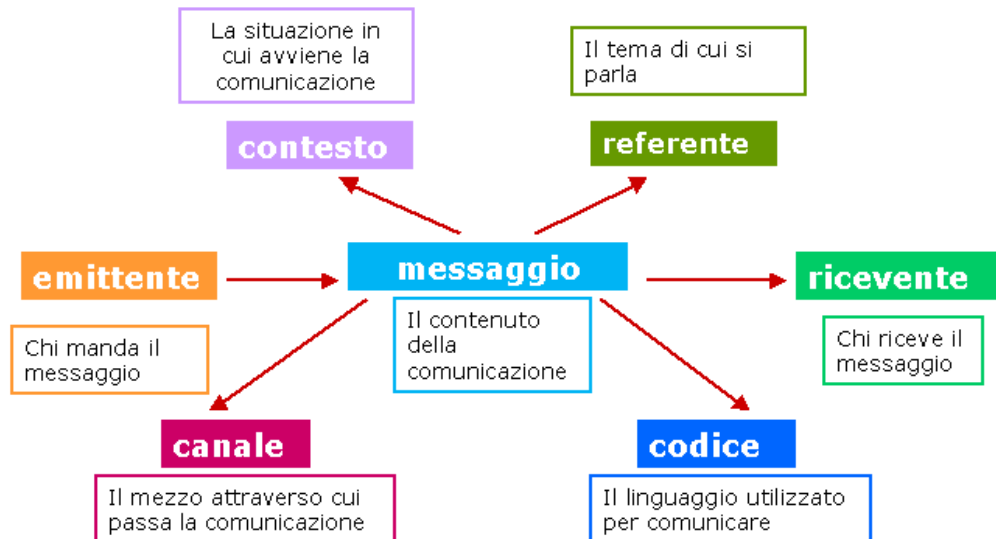 La situazione in
cui avviene la
comunicazione
contesto
Il tema di cui si
parla
referente
emittente
Chi manda il
messaggio
messaggio
Il contenuto
della
comunicazione
ricevente
Chi riceve il
messaggio
canale
Il mezzo attraverso cui
passa la comunicazione
codice
Il linguaggio utilizzato
per comunicare